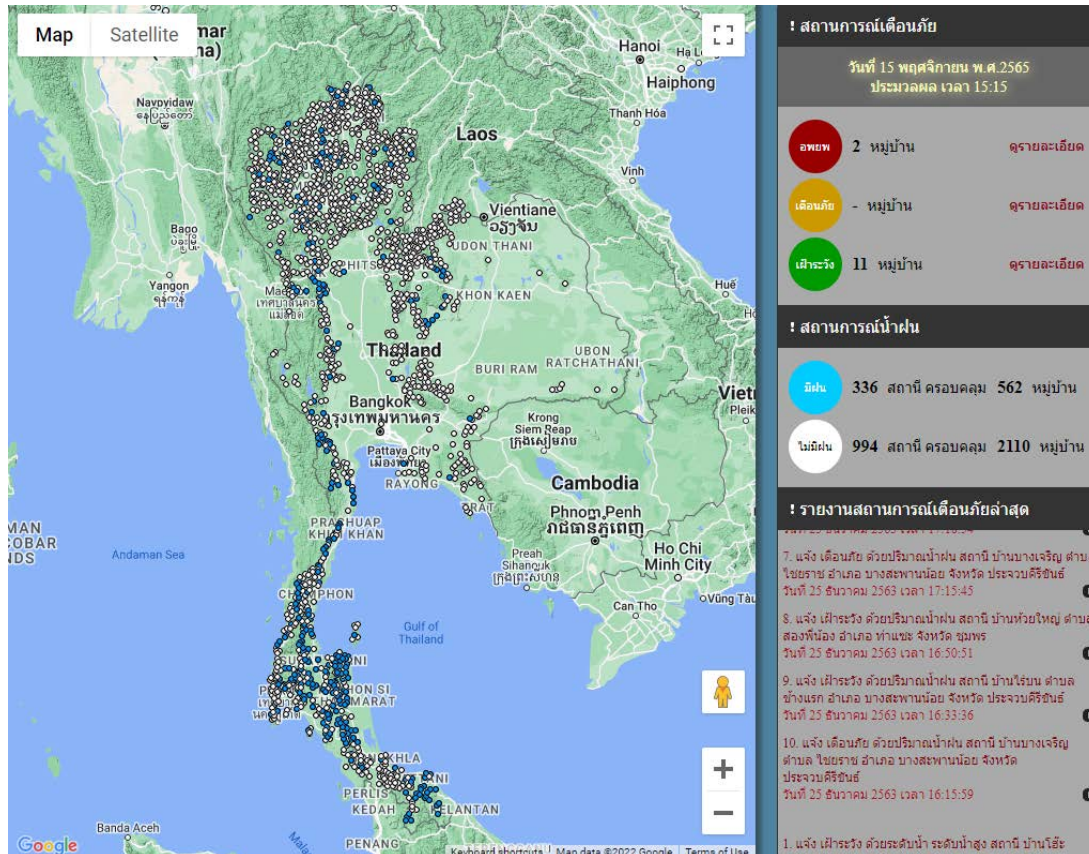 Map
Satellite
Hanoi
Haiphong
Thanh Hóa
Laos
Vinh
Vientiane
ວຽງຈັນ
UDON THANI
Bago
Yangon
ရန်ကုန်
KHON KAEN
Huế
Thailand
UBON
RATCHATHANI
BURI RAM
Bangkok
กรุงเทพมหานคร
Krong
Siem Reap
ក្រុងសៀមរាប
Pattaya City
RAYONG
Cambodia
Phnom Penh
រាជធានីភ្នំពេញ
PRACHUAP
KHIRI KHAN
Andaman Sea
Preah
Sihanouk
ក្រុងព្រះសីហនុ
Ho Chi
Minh City
Can Tho
Gulf of
Thailand
PERLIS
KEDAH
KELANTAN
Banda Aceh
PENANG
Google
Keyboard shortcuts
Map data ©2022 Google
Terms of Use
! สถานการณ์เตือนภัย
วันที่ 15 พฤศจิกายน พ.ศ.2565
ประมวลผล เวลา 15:15
อพยพ 2 หมู่บ้าน ดูรายละเอียด
เตือนภัย - หมู่บ้าน ดูรายละเอียด
เฝ้าระวัง 11 หมู่บ้าน ดูรายละเอียด
! สถานการณ์น้ำฝน
มีฝน 336 สถานี ครอบคลุม 562 หมู่บ้าน
ไม่มีฝน 994 สถานี ครอบคลุม 2110 หมู่บ้าน
! รายงานสถานการณ์เตือนภัยล่าสุด
7. แจ้ง เตือนภัย ด้วยปริมาณน้ำฝน สถานี บ้านบางเจริญ
ไชยราช อำเภอ บางสะพานน้อย จังหวัด ประจวบคีรีขันธ์
วันที่ 25 ธันวาคม 2563 เวลา 17:15:45
8. แจ้ง เฝ้าระวัง ด้วยปริมาณน้ำฝน สถานี บ้านห้วยใหญ่
สองพี่น้อง อำเภอ ท่าแซะ จังหวัด ชุมพร
วันที่ 25 ธันวาคม 2563 เวลา 16:50:51
9. แจ้ง เฝ้าระวัง ด้วยปริมาณน้ำฝน สถานี บ้านไร่บน ตำบล
ช้างแรก อำเภอ บางสะพานน้อย จังหวัด ประจวบคีรีขันธ์
วันที่ 25 ธันวาคม 2563 เวลา 16:33:36
10. แจ้ง เตือนภัย ด้วยปริมาณน้ำฝน สถานี บ้านบางเจริญ
ตำบล ไชยราช อำเภอ บางสะพานน้อย จังหวัด
ประจวบคีรีขันธ์
วันที่ 25 ธันวาคม 2563 เวลา 16:15:59
1. แจ้ง เฝ้าระวัง ด้วยระดับน้ำ ระดับน้ำสูง สถานี